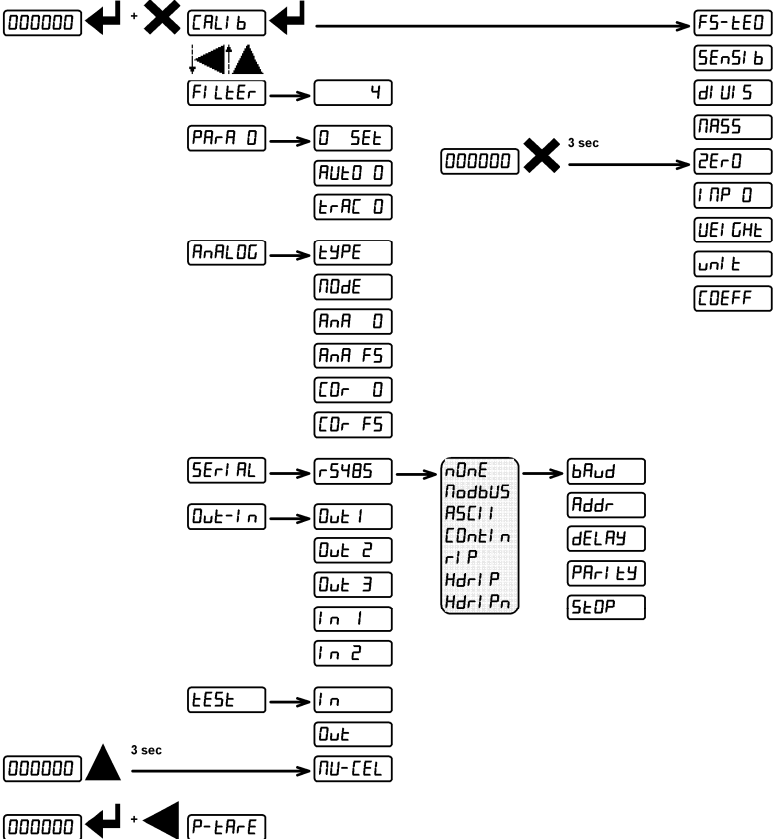 000000 + CALIb FS-tEO
SEnSIb
dIUIS
FILtEr 4
MASS
PArA 0 0 SEt
3 sec
000000 ZErO
AUtO 0
trAC 0
IMP 0
UEIGHt
AnALOG tYPE
unIt
MOdE
COEFF
AnA 0
AnA FS
COr 0
COr FS
SErIAL rS485 nOnE bAud
ModbUS
ASCII
COntIn
rIP
HdrIP
HdrIPn
Addr
dELAY
PArItY
StOP
Out-In Out 1
Out 2
Out 3
In 1
In 2
tESt In
Out
3 sec
000000 MU-CEL
000000 + P-tArE